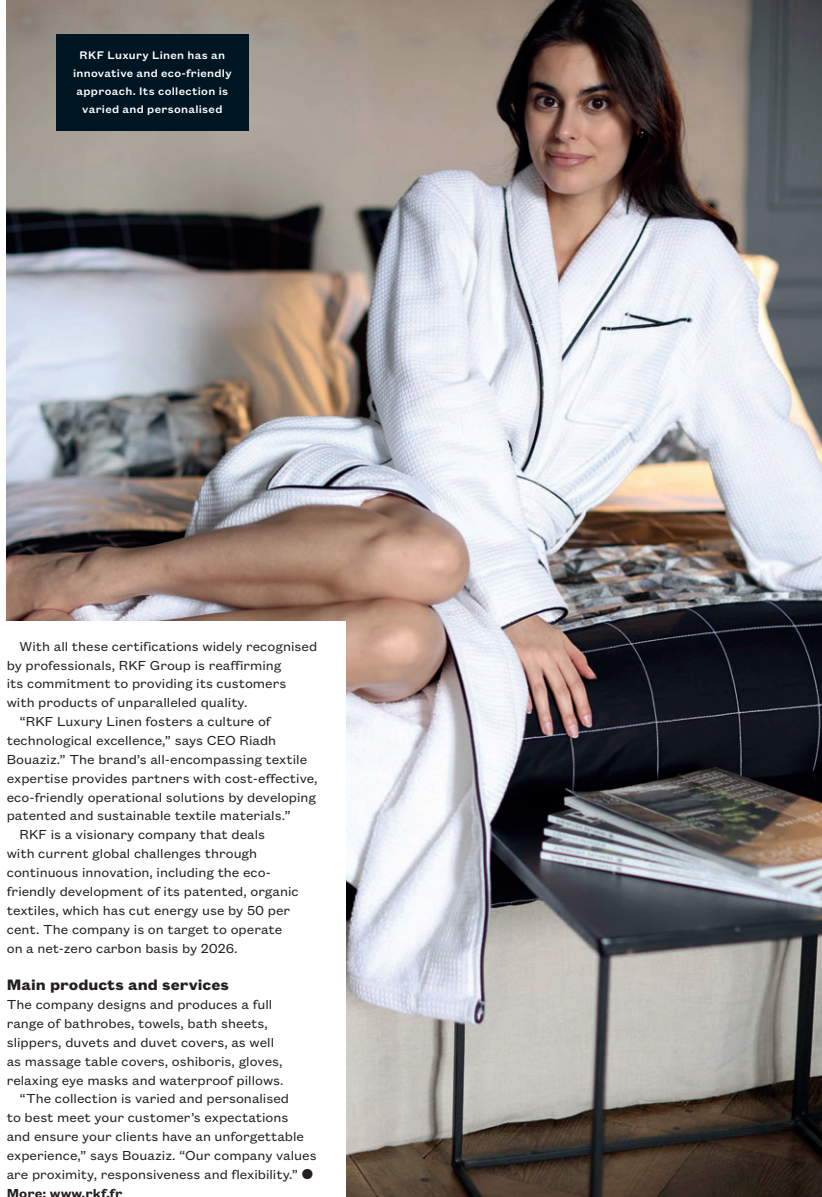 RKF Luxury Linen has an
innovative and eco-friendly
approach. Its collection is
varied and personalised
With all these certifications widely recognised
by professionals, RKF Group is reaffirming
its commitment to providing its customers
with products of unparalleled quality.
“RKF Luxury Linen fosters a culture of
technological excellence,” says CEO Riadh
Bouaziz.” The brand’s all-encompassing textile
expertise provides partners with cost-effective,
eco-friendly operational solutions by developing
patented and sustainable textile materials.”
RKF is a visionary company that deals
with current global challenges through
continuous innovation, including the eco-
friendly development of its patented, organic
textiles, which has cut energy use by 50 per
cent. The company is on target to operate
on a net-zero carbon basis by 2026.
Main products and services
The company designs and produces a full
range of bathrobes, towels, bath sheets,
slippers, duvets and duvet covers, as well
as massage table covers, oshiboris, gloves,
relaxing eye masks and waterproof pillows.
“The collection is varied and personalised
to best meet your customer’s expectations
and ensure your clients have an unforgettable
experience,” says Bouaziz. “Our company values
are proximity, responsiveness and flexibility.” ●
More: www.rkf.fr